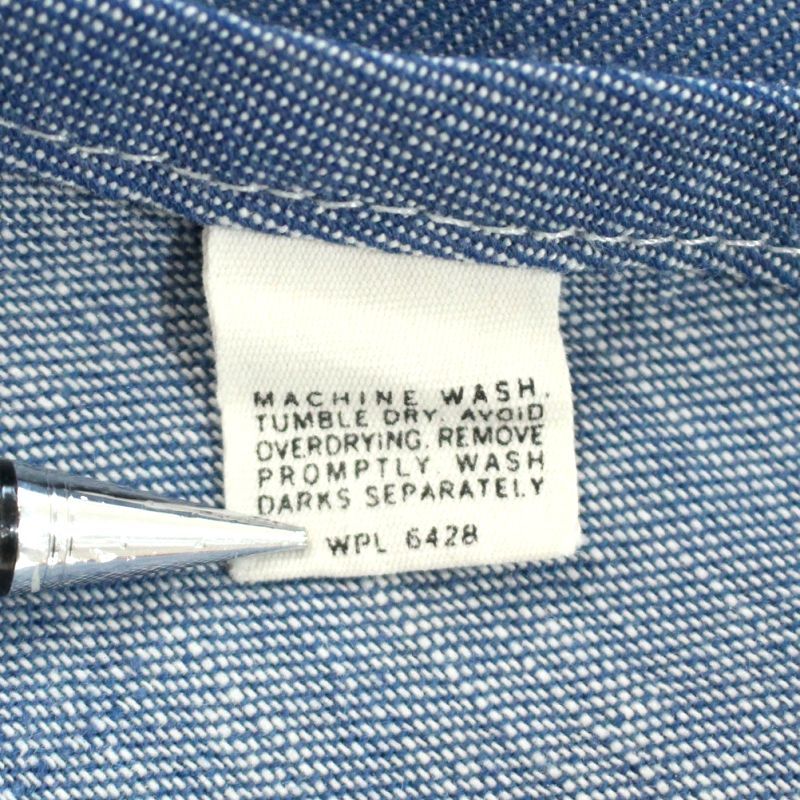 MACHINE WASH.
TUMBLE DRY. AVOID
OVERDRYING. REMOVE
PROMPTLY. WASH
DARKS SEPARATELY
WPL 6428